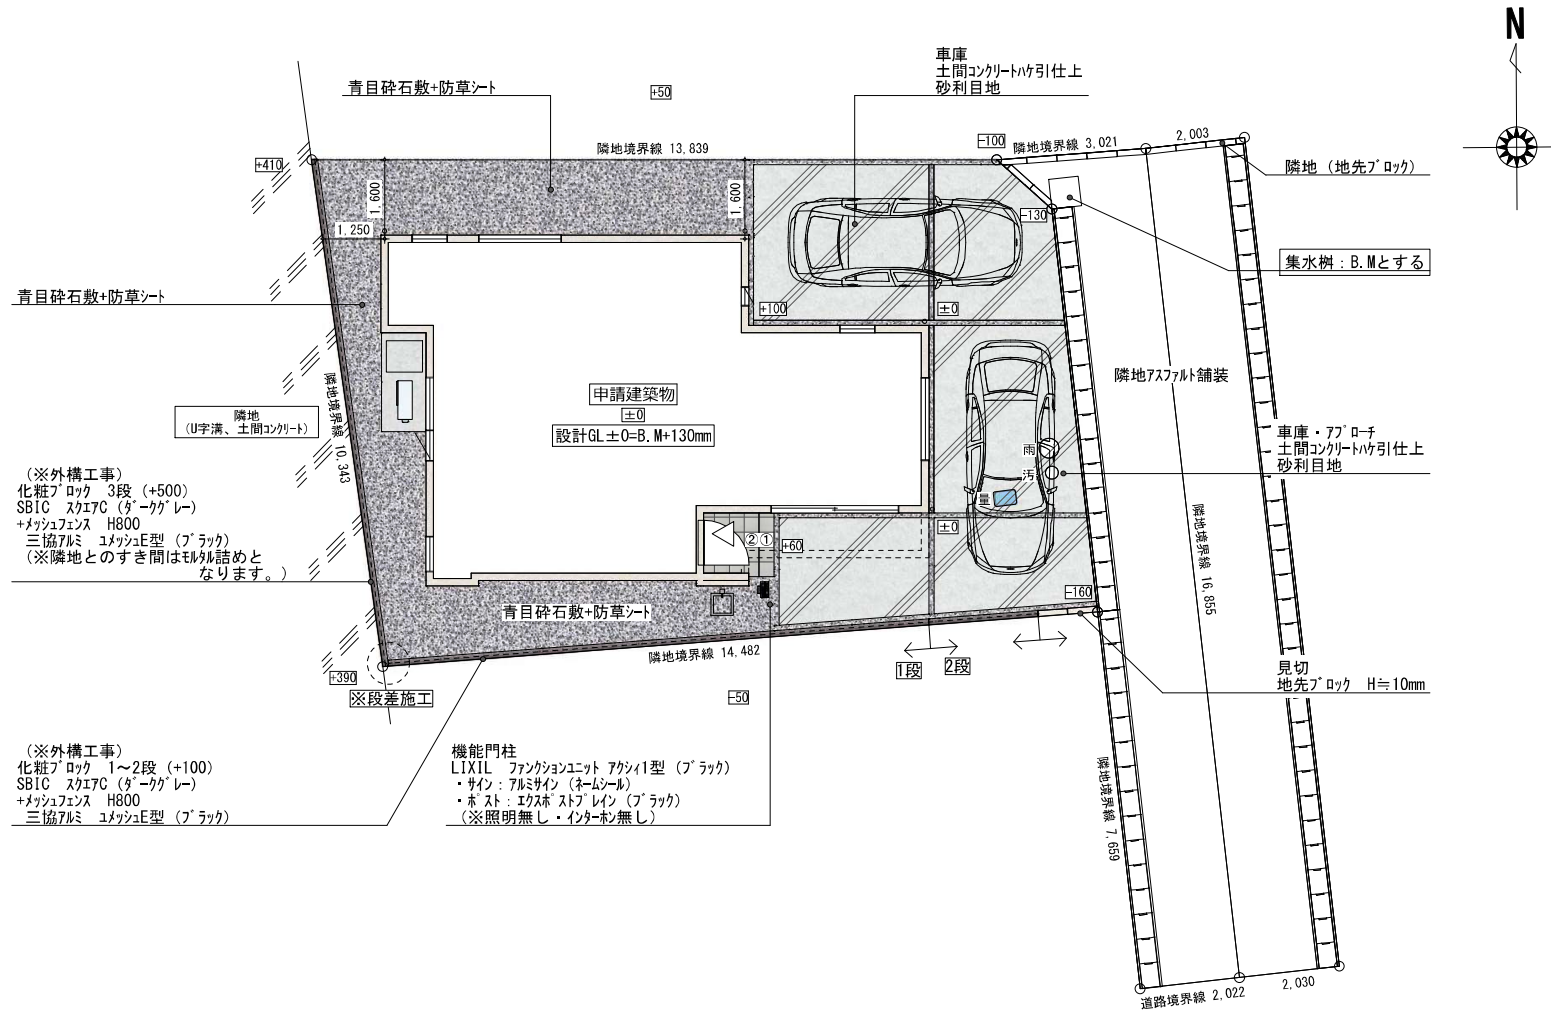 N
車庫
土間コンクリートハケ引仕上
砂利目地
青目砕石敷+防草シート
+50
隣地境界線 13,839
-100
隣地境界線 3,021
2,003
+410
隣地（地先ブロック）
1,600
1,600
-130
1,250
集水桝：B.Mとする
青目砕石敷+防草シート
+100
±0
隣地アスファルト舗装
申請建築物
±0
設計GL±0=B.M+130mm
隣地
（U字溝、土間コンクリート）
隣地境界線 10,343
車庫・アプローチ
土間コンクリートハケ引仕上
砂利目地
雨
汚
量
（※外構工事）
化粧ブロック 3段（+500）
SBIC スクエアC（ダークグレー）
+メッシュフェンス H800
三協アルミ ユメッシュE型（ブラック）
（※隣地とのすき間はモルタル詰めと
なります。）
隣地境界線 16,855
±0
②①
+60
-160
青目砕石敷+防草シート
隣地境界線 14,482
1段
2段
+390
※段差施工
-50
見切
地先ブロック H≒10mm
（※外構工事）
化粧ブロック 1～2段（+100）
SBIC スクエアC（ダークグレー）
+メッシュフェンス H800
三協アルミ ユメッシュE型（ブラック）
機能門柱
LIXIL ファンクションユニット アクシィ1型（ブラック）
・サイン：アルミサイン（ネームシール）
・ポスト：エクスポストプレイン（ブラック）
（※照明無し・インターホン無し）
隣地境界線 7,659
道路境界線 2,022
2,030